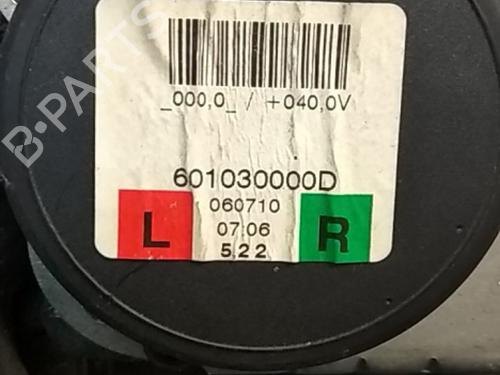 B-PARTS
_000,0_ / +040,0V
601030000D
060710
L 07:06 R
522